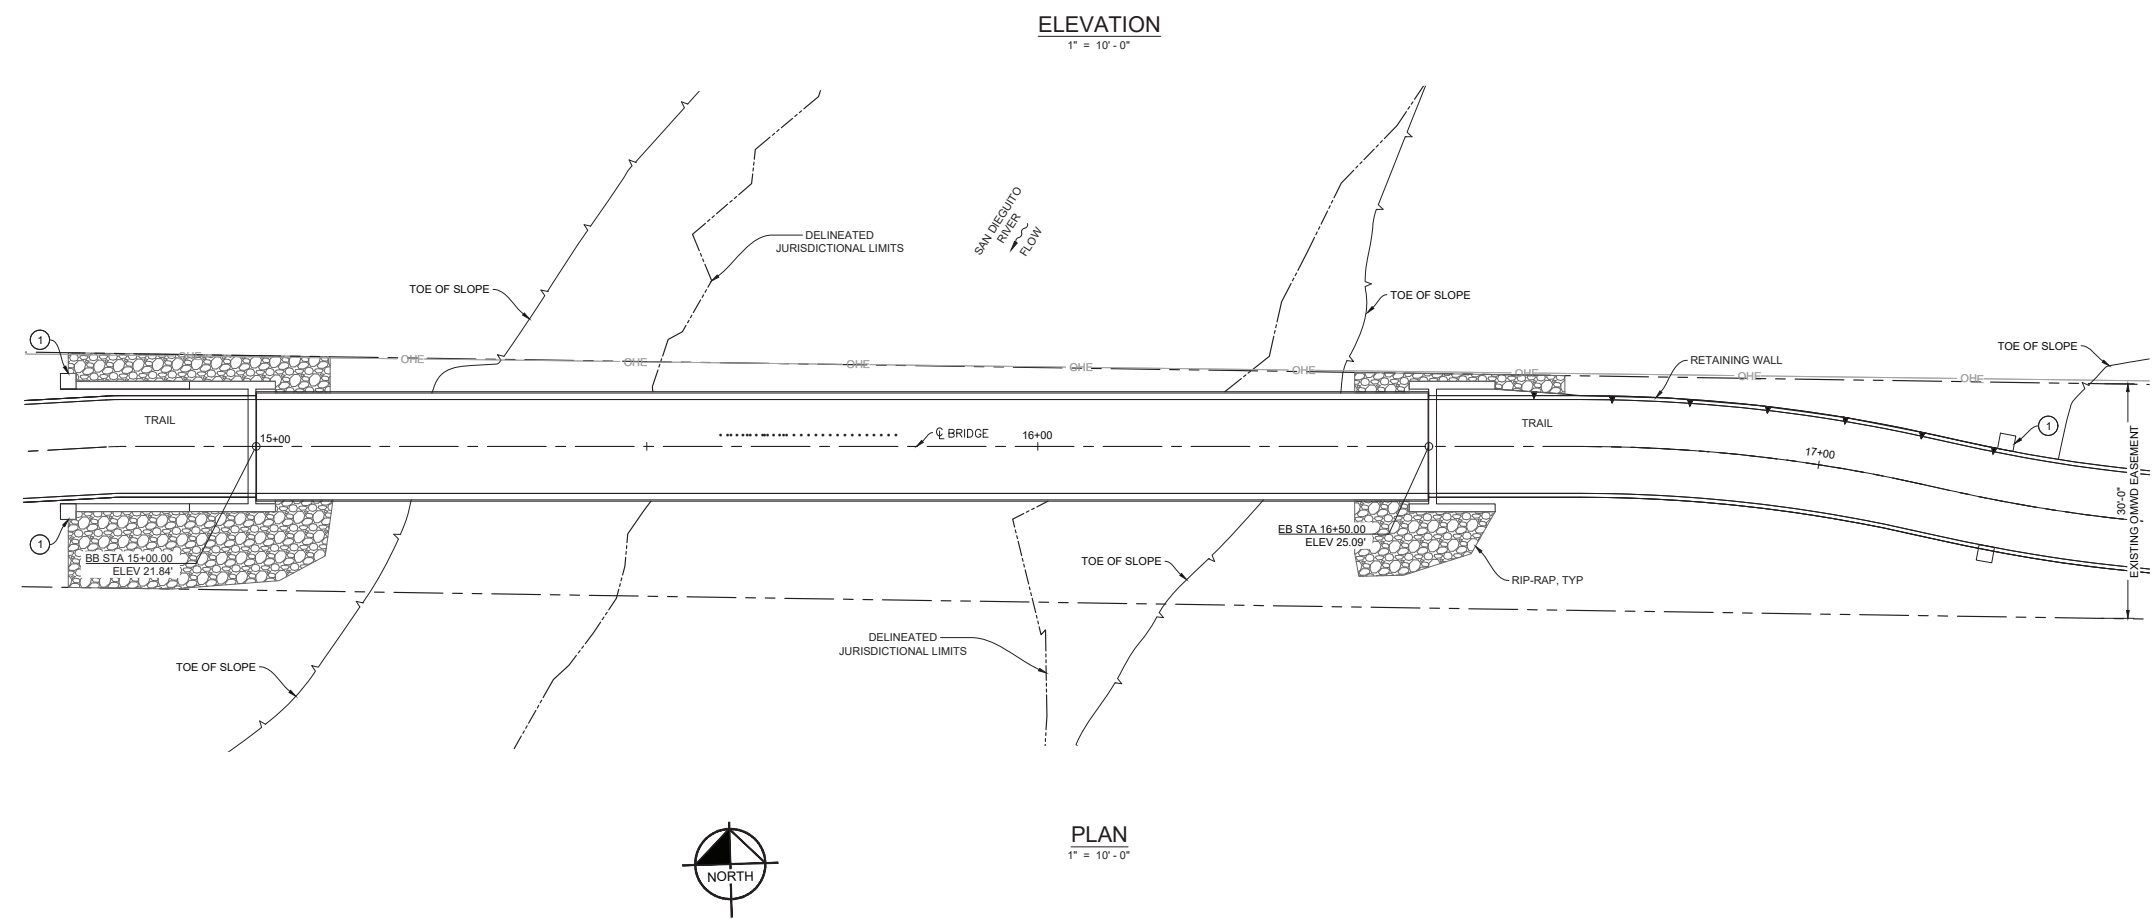 ELEVATION
1" = 10'-0"
SAN DIEGUITO
RIVER
FLOW
DELINEATED
JURISDICTIONAL LIMITS
TOE OF SLOPE
TOE OF SLOPE
1
OHE
OHE
OHE
OHE
OHE
OHE
OHE
OHE
OHE
RETAINING WALL
TOE OF SLOPE
TRAIL
15+00
℄ BRIDGE
16+00
TRAIL
17+00
1
1
BB STA 15+00.00
ELEV 21.84'
EB STA 16+50.00
ELEV 25.09'
TOE OF SLOPE
RIP-RAP, TYP
30'-0"
EXISTING OMWD EASEMENT
DELINEATED
JURISDICTIONAL LIMITS
TOE OF SLOPE
PLAN
1" = 10'-0"
NORTH